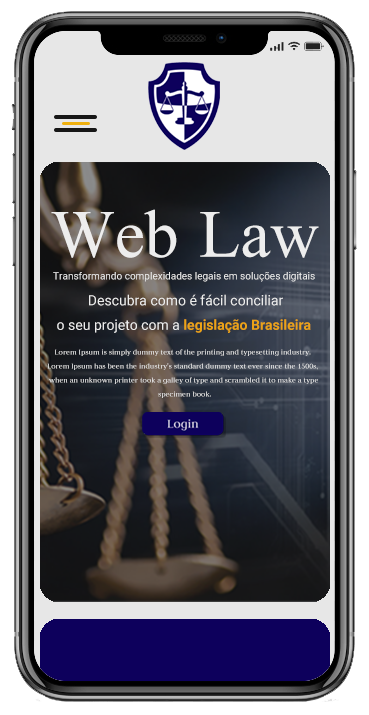 Web Law
Transformando complexidades legais em soluções digitais
Descubra como é fácil conciliar
o seu projeto com a legislação Brasileira
Lorem Ipsum is simply dummy text of the printing and typesetting industry.
Lorem Ipsum has been the industry's standard dummy text ever since the 1500s,
when an unknown printer took a galley of type and scrambled it to make a type
specimen book.
Login